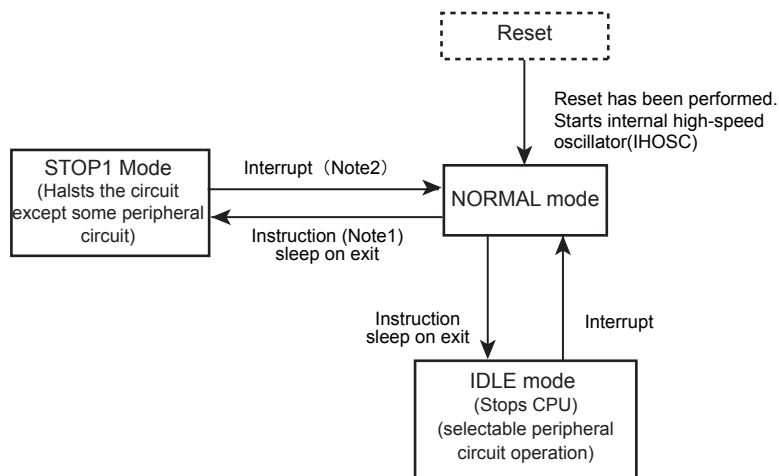 Reset
Reset has been performed.
Starts internal high-speed
oscillator(IHOSC)
STOP1 Mode
(Halsts the circuit
except some peripheral
circuit)
Interrupt（Note2）
NORMAL mode
Instruction (Note1)
sleep on exit
Instruction
sleep on exit
Interrupt
IDLE mode
(Stops CPU)
(selectable peripheral
circuit operation)